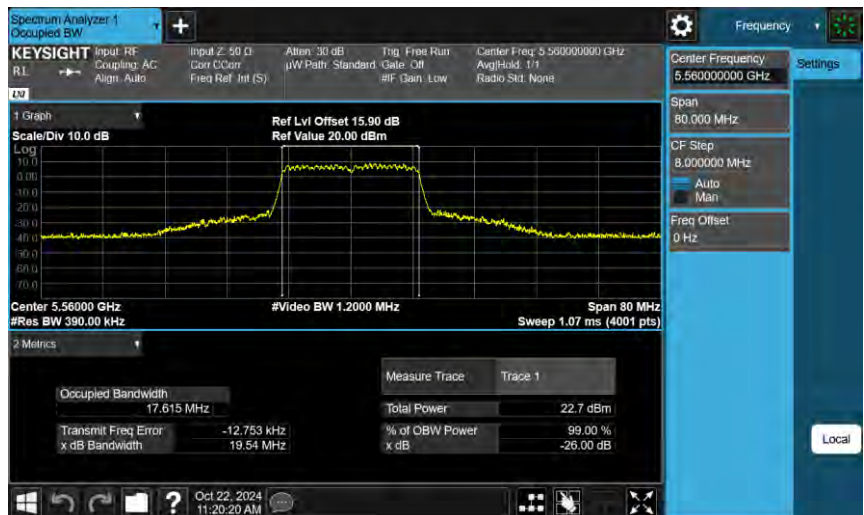 Spectrum Analyzer 1
Occupied BW
+
Frequency
KEYSIGHT
RL
LNI
Input: RF
Coupling: AC
Align: Auto
Input Z: 50 Ω
Corr CCorr
Freq Ref: Int (S)
Atten: 30 dB
µW Path: Standard
Trig: Free Run
Gate: Off
#IF Gain: Low
Center Freq: 5.560000000 GHz
Avg|Hold: 1/1
Radio Std: None
Center Frequency
5.560000000 GHz
Settings
Span
80.000 MHz
CF Step
8.000000 MHz
Auto
Man
Freq Offset
0 Hz
1 Graph
Scale/Div 10.0 dB
Ref Lvl Offset 15.90 dB
Ref Value 20.00 dBm
Log
10.0
0.00
-10.0
-20.0
-30.0
-40.0
-50.0
-60.0
-70.0
Center 5.56000 GHz
#Res BW 390.00 kHz
#Video BW 1.2000 MHz
Span 80 MHz
Sweep 1.07 ms (4001 pts)
2 Metrics
Measure Trace
Trace 1
Occupied Bandwidth
17.615 MHz
Total Power
22.7 dBm
Transmit Freq Error
-12.753 kHz
% of OBW Power
99.00 %
x dB Bandwidth
19.54 MHz
x dB
-26.00 dB
Local
?
Oct 22, 2024
11:20:20 AM